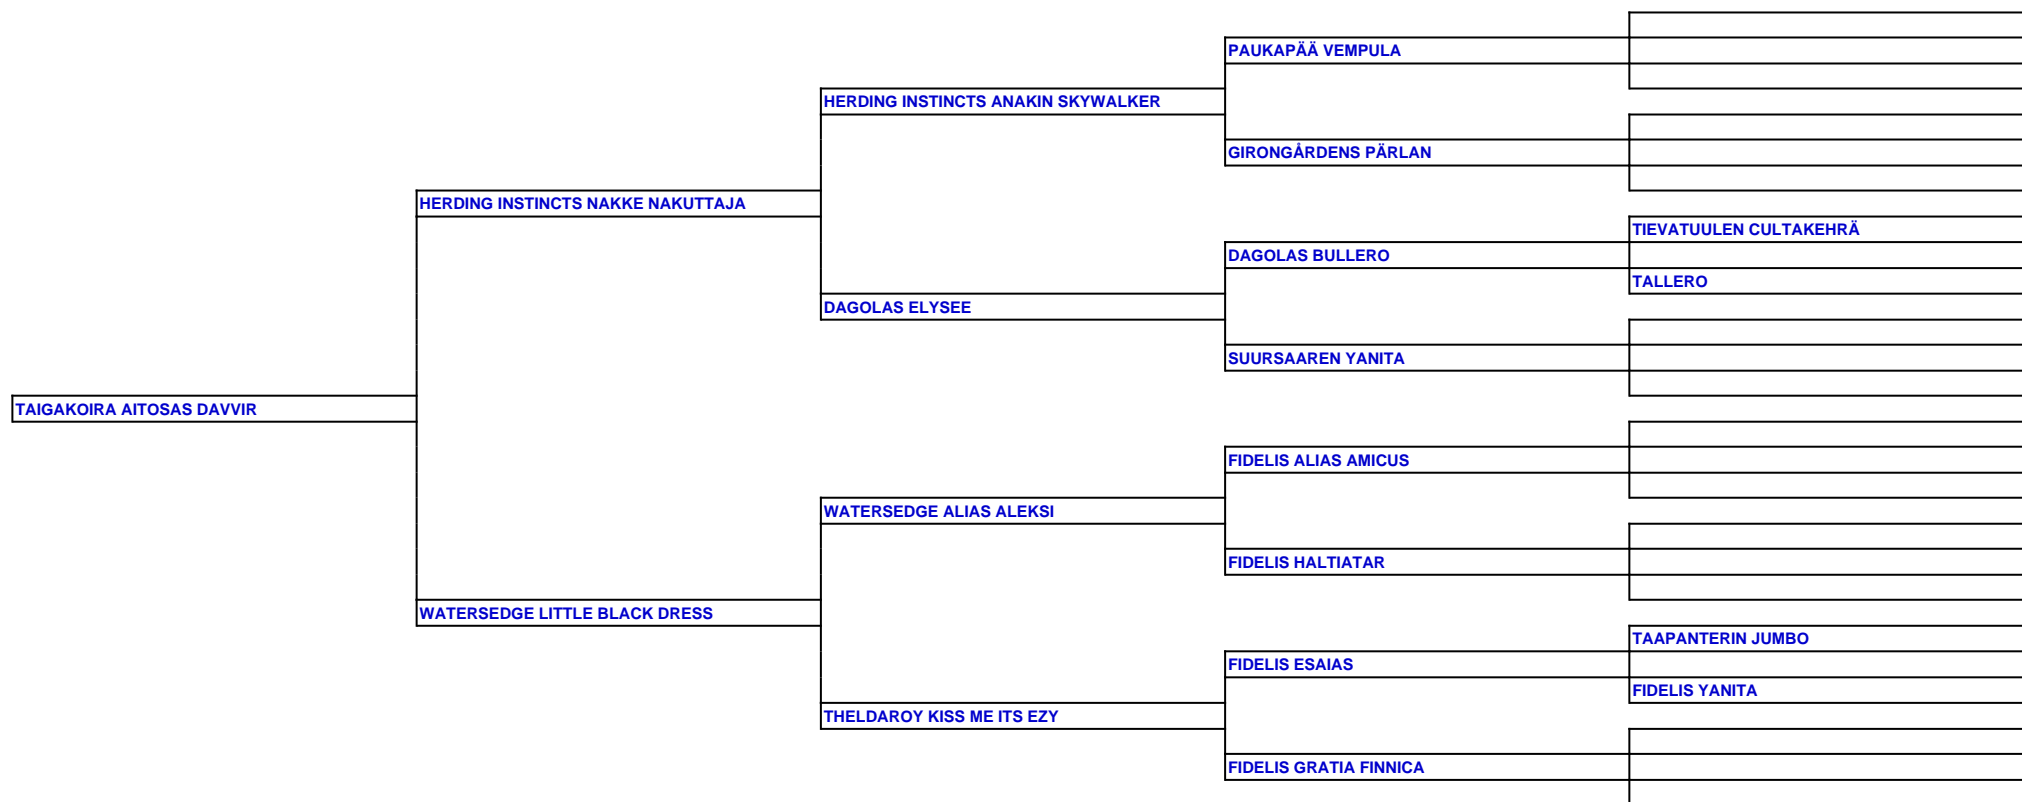 PAUKAPÄÄ VEMPULA
HERDING INSTINCTS ANAKIN SKYWALKER
GIRONGÅRDENS PÄRLAN
HERDING INSTINCTS NAKKE NAKUTTAJA
TIEVATUULEN CULTAKEHRÄ
DAGOLAS BULLERO
TALLERO
DAGOLAS ELYSEE
SUURSAAREN YANITA
TAIGAKOIRA AITOSAS DAVVIR
FIDELIS ALIAS AMICUS
WATERSEDGE ALIAS ALEKSI
FIDELIS HALTIATAR
WATERSEDGE LITTLE BLACK DRESS
TAAPANTERIN JUMBO
FIDELIS ESAIAS
FIDELIS YANITA
THELDAROY KISS ME ITS EZY
FIDELIS GRATIA FINNICA